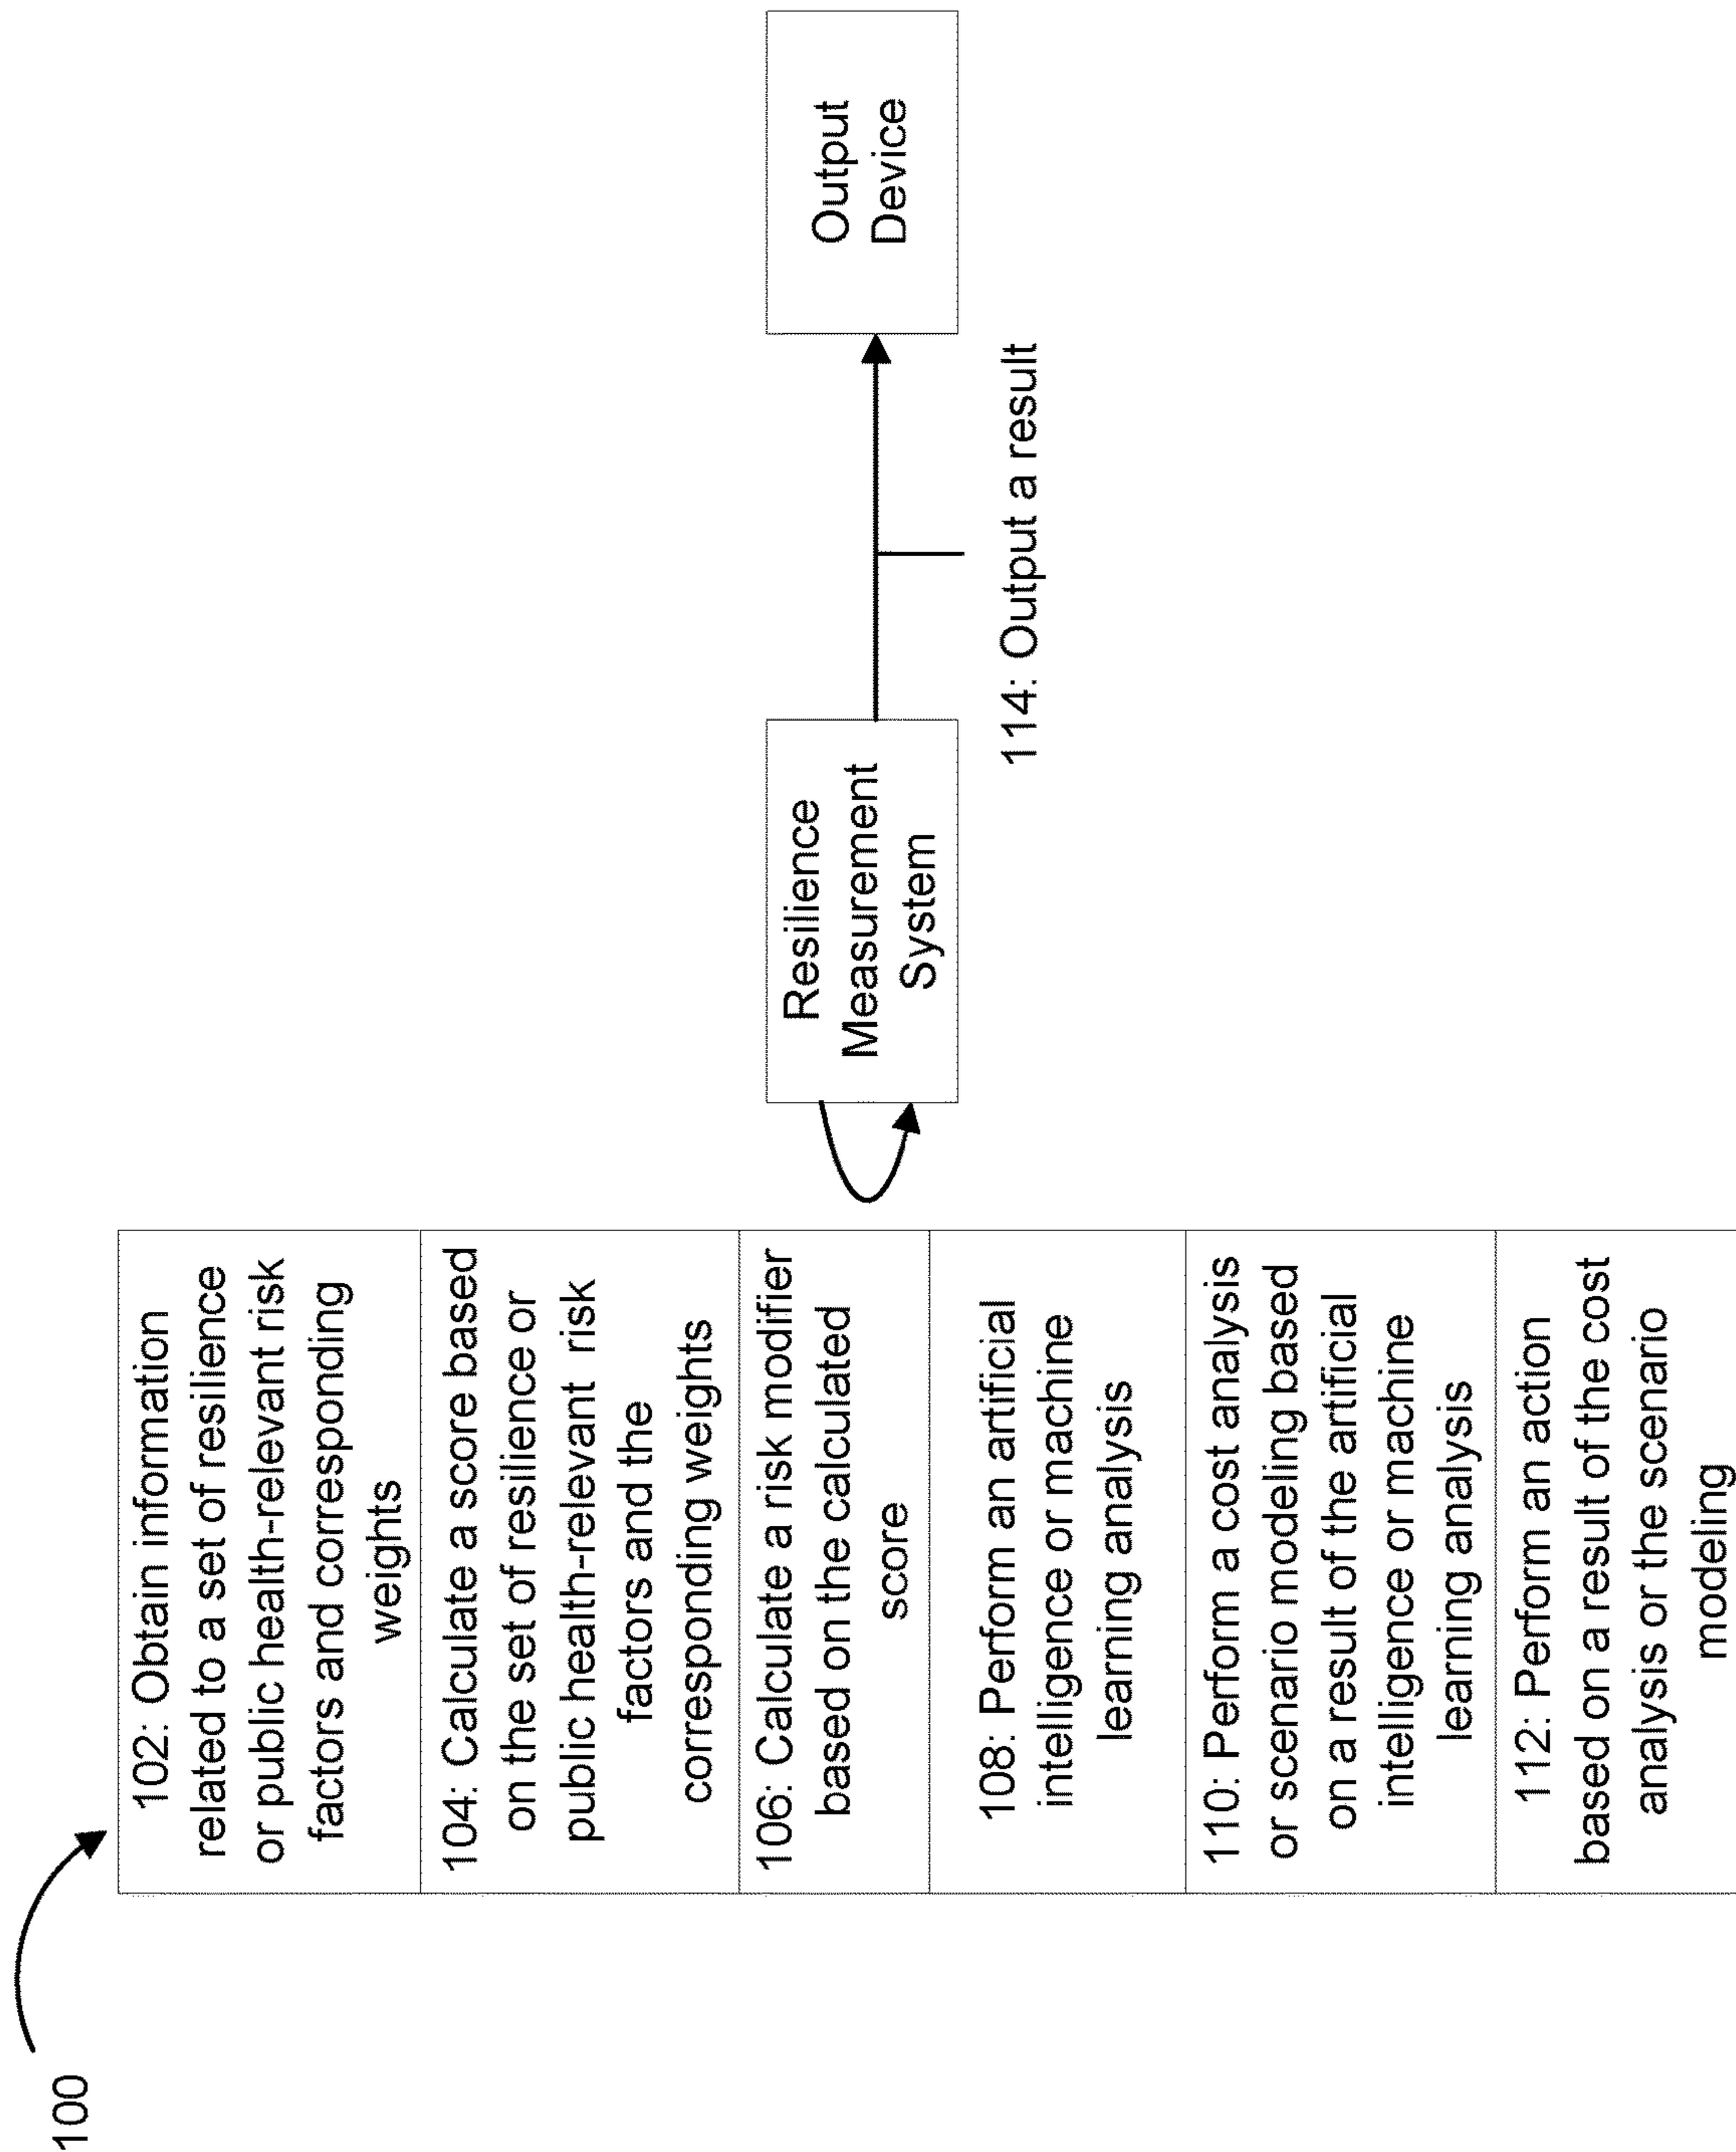 100
102: Obtain information
related to a set of resilience
or public health-relevant risk
factors and corresponding
weights
104: Calculate a score based
on the set of resilience or
public health-relevant risk
factors and the
corresponding weights
106: Calculate a risk modifier
based on the calculated
score
108: Perform an artificial
intelligence or machine
learning analysis
110: Perform a cost analysis
or scenario modeling based
on a result of the artificial
intelligence or machine
learning analysis
112: Perform an action
based on a result of the cost
analysis or the scenario
modeling
Resilience
Measurement
System
114: Output a result
Output
Device